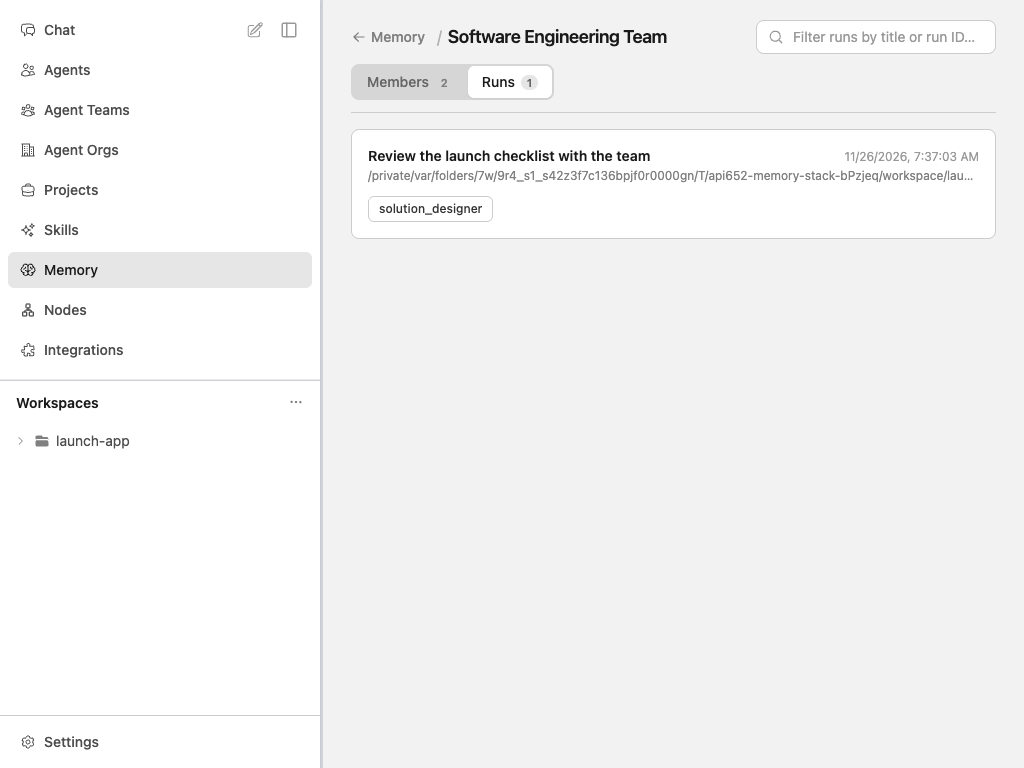 Chat
Agents
Agent Teams
Agent Orgs
Projects
Skills
Memory
Nodes
Integrations
Workspaces
launch-app
Settings
Memory / Software Engineering Team
Filter runs by title or run ID...
Members 2
Runs 1
Review the launch checklist with the team 11/26/2026, 7:37:03 AM
/private/var/folders/7w/9r4_s1_s42z3f7c136bpjf0r0000gn/T/api652-memory-stack-bPzjeq/workspace/lau...
solution_designer